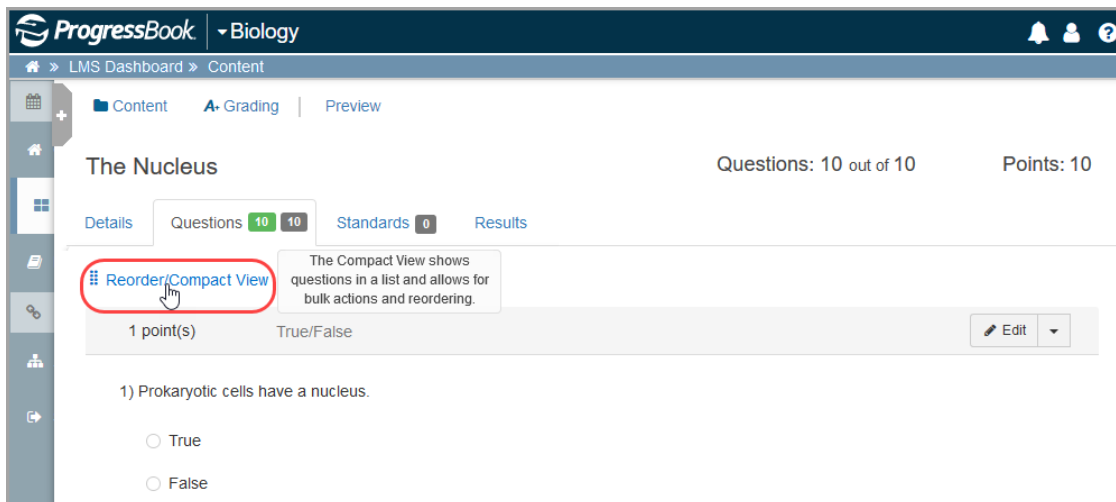 ProgressBook. Biology
» LMS Dashboard » Content
Content A+ Grading | Preview
The Nucleus Questions: 10 out of 10 Points: 10
Details Questions 10 10 Standards 0 Results
Reorder/Compact View
The Compact View shows
questions in a list and allows for
bulk actions and reordering.
1 point(s) True/False Edit
1) Prokaryotic cells have a nucleus.
True
False